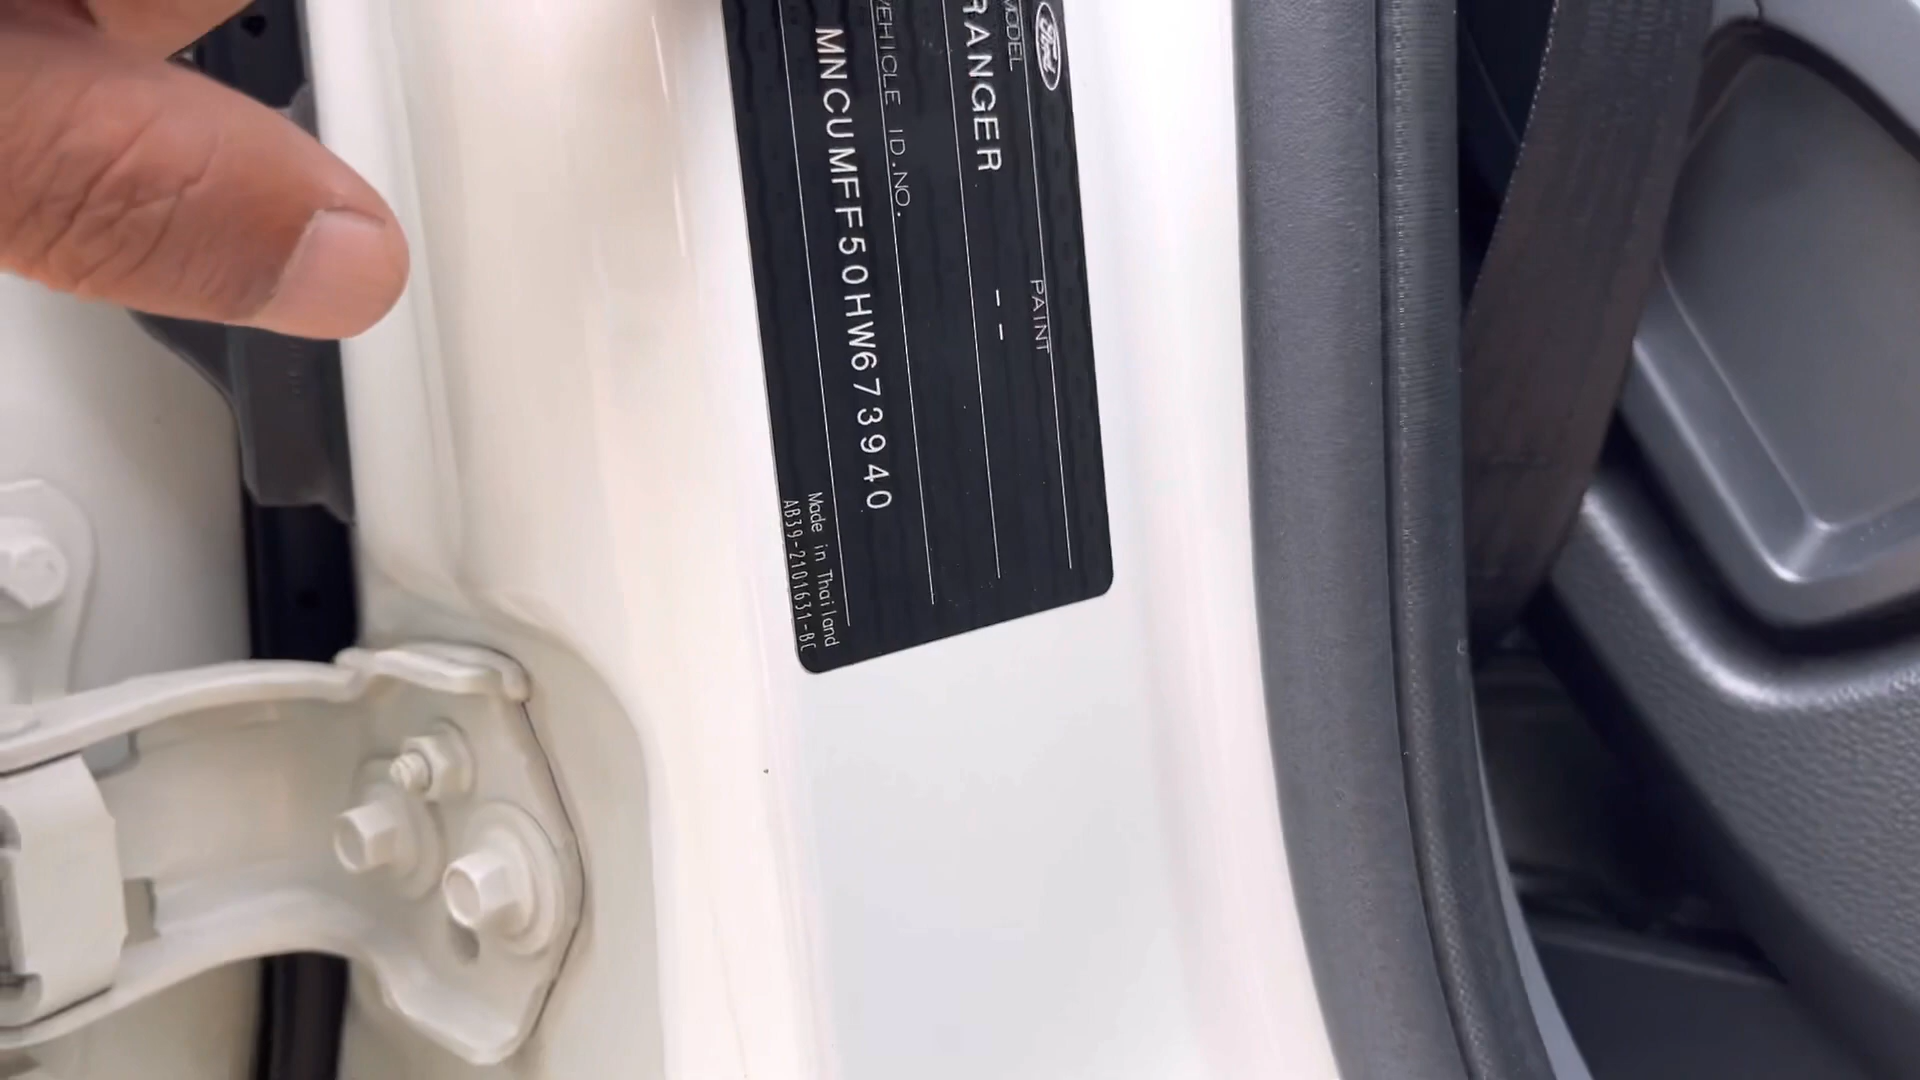 Ford
MODEL PAINT
RANGER --
VEHICLE ID.NO.
MNCUMFF50HW673940
Made in Thailand
AB39-2101631-BC